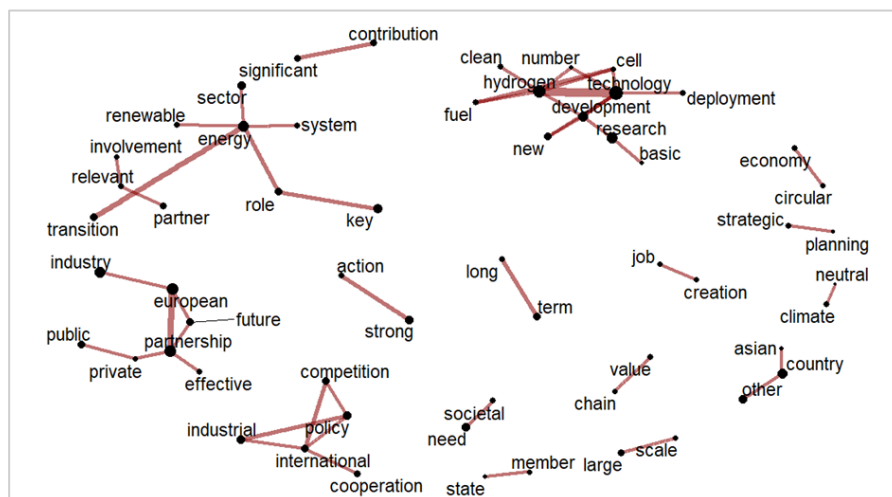 contribution
significant
sector
renewable
energy
system
involvement
relevant
partner
transition
role
key
clean
number
cell
hydrogen
technology
deployment
fuel
development
research
new
basic
economy
circular
strategic
planning
industry
european
future
public
partnership
private
effective
action
strong
long
term
job
creation
neutral
climate
asian
country
other
value
chain
competition
industrial
policy
international
cooperation
societal
need
member
state
scale
large